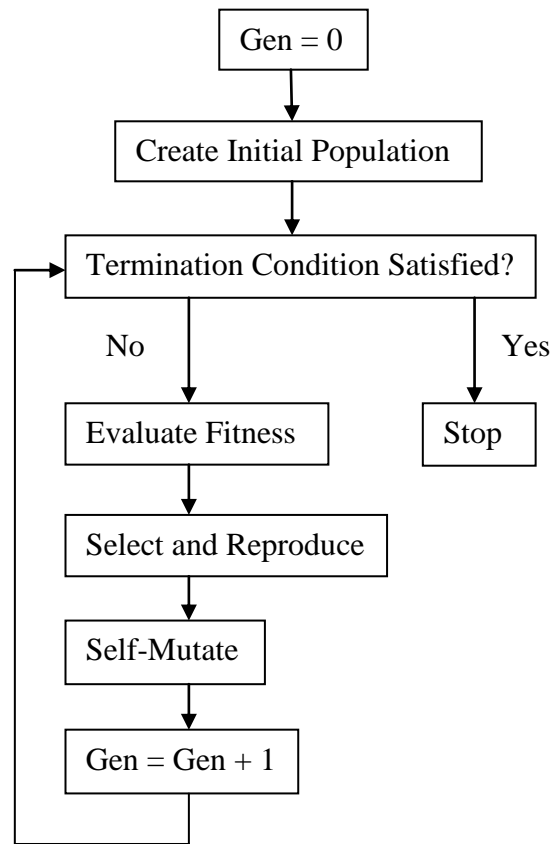 Gen = 0
Create Initial Population
Termination Condition Satisfied?
No
Yes
Evaluate Fitness
Stop
Select and Reproduce
Self-Mutate
Gen = Gen + 1